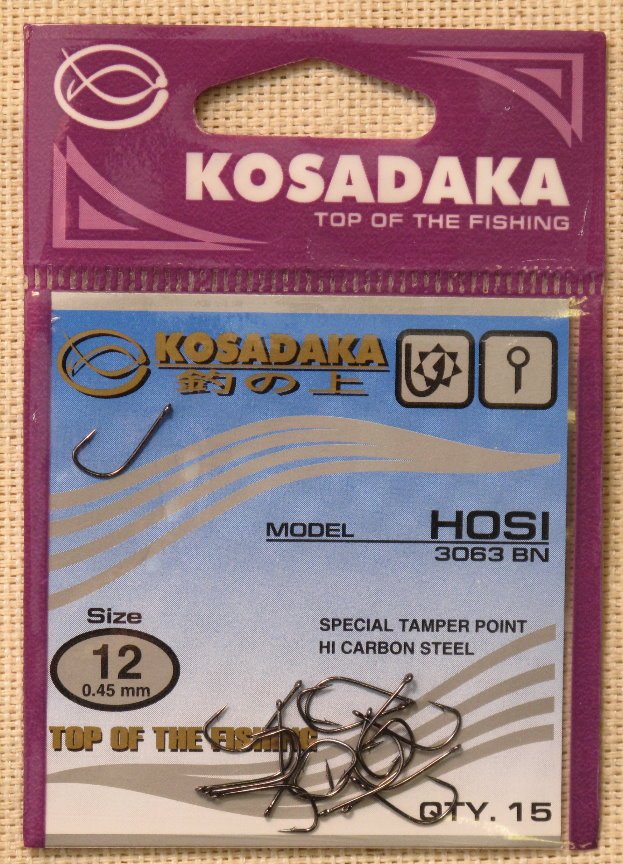 KOSADAKA
TOP OF THE FISHING
KOSADAKA
釣の上
MODEL HOSI
3063 BN
Size
12
0.45 mm
SPECIAL TAMPER POINT
HI CARBON STEEL
TOP OF THE FISHING
QTY. 15